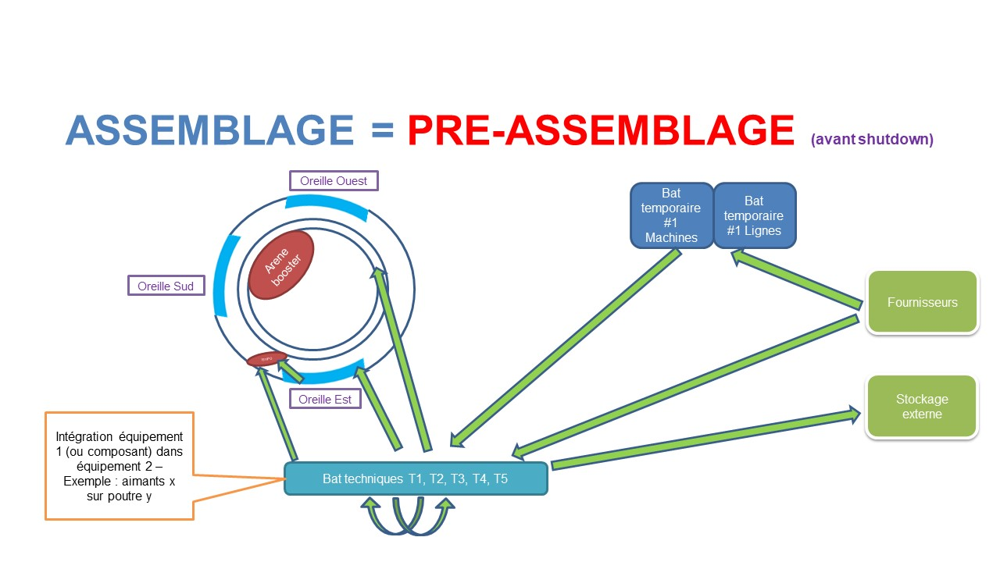 ASSEMBLAGE = PRE-ASSEMBLAGE (avant shutdown)
Oreille Ouest
Bat
temporaire
#1
Machines
Bat
temporaire
#1 Lignes
Arene
booster
Oreille Sud
Fournisseurs
Oreille Est
Stockage
externe
Intégration équipement
1 (ou composant) dans
équipement 2 –
Exemple : aimants x
sur poutre y
Bat techniques T1, T2, T3, T4, T5